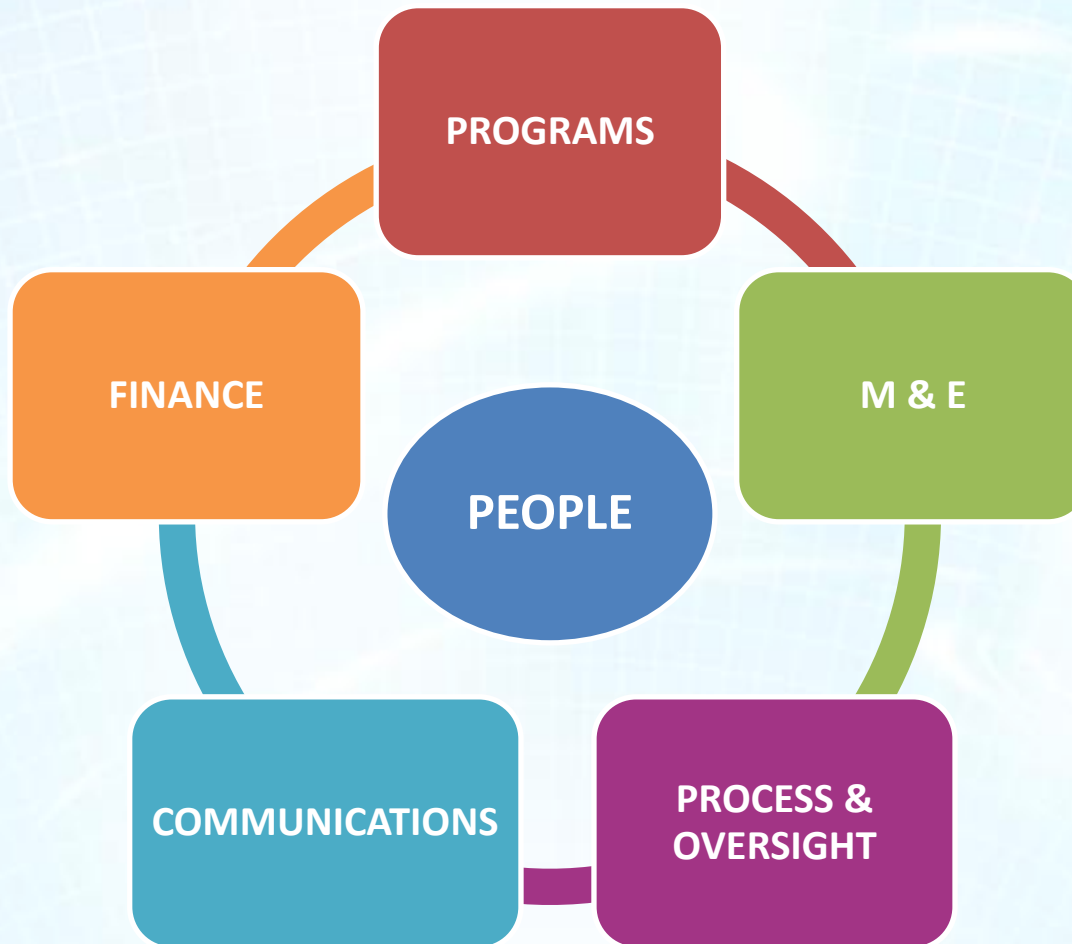 PROGRAMS
FINANCE
M & E
PEOPLE
COMMUNICATIONS
PROCESS &
OVERSIGHT